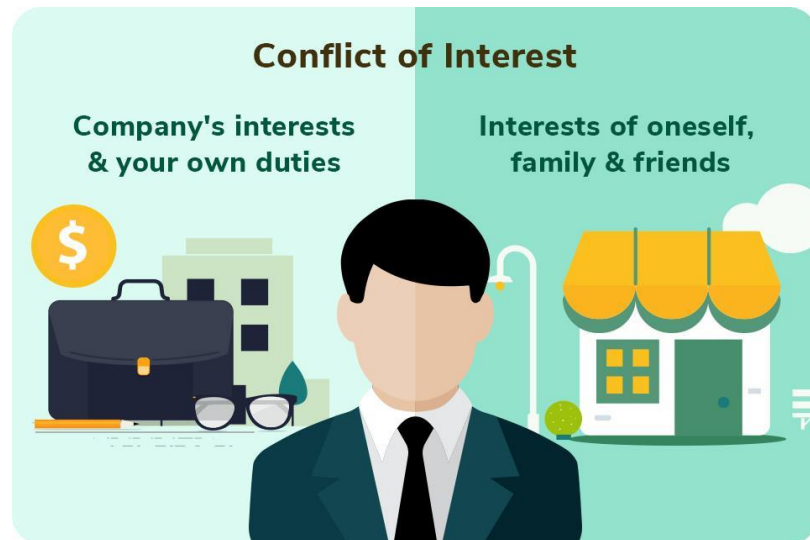 Conflict of Interest
Company's interests
& your own duties
Interests of oneself,
family & friends
$